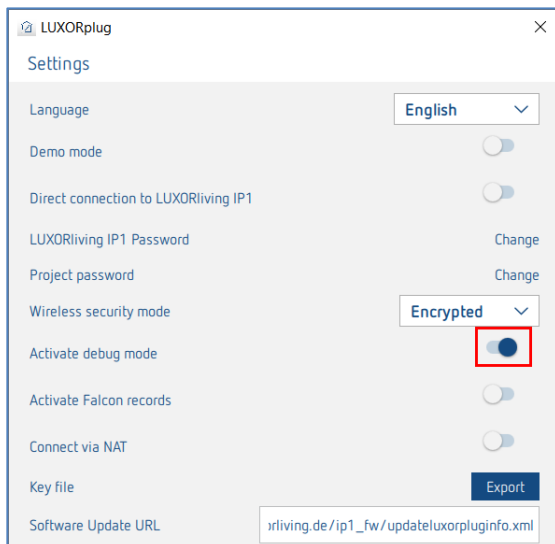 LUXORplug
Settings
Language English
Demo mode
Direct connection to LUXORliving IP1
LUXORliving IP1 Password Change
Project password Change
Wireless security mode Encrypted
Activate debug mode
Activate Falcon records
Connect via NAT
Key file Export
Software Update URL rliving.de/ip1_fw/updateluxorpluginfo.xml